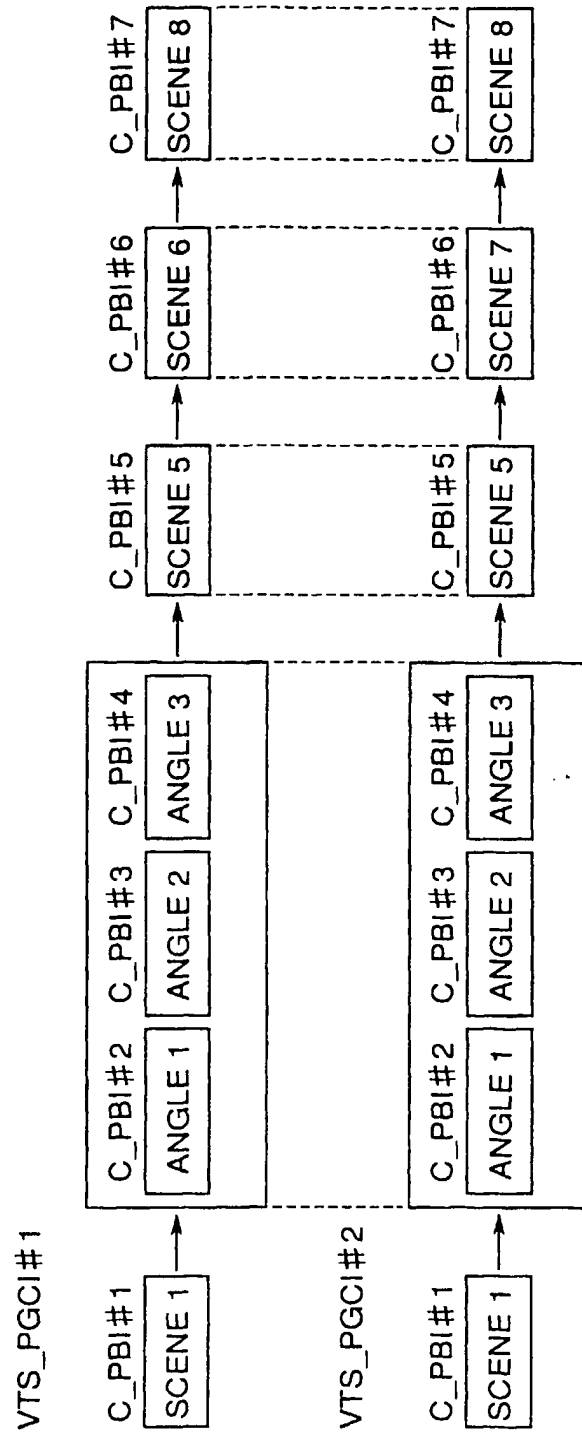 VTS_PGCI#1
C_PBI#1 C_PBI#2 C_PBI#3 C_PBI#4 C_PBI#5 C_PBI#6 C_PBI#7
SCENE 1 ANGLE 1 ANGLE 2 ANGLE 3 SCENE 5 SCENE 6 SCENE 8
VTS_PGCI#2
C_PBI#1 C_PBI#2 C_PBI#3 C_PBI#4 C_PBI#5 C_PBI#6 C_PBI#7
SCENE 1 ANGLE 1 ANGLE 2 ANGLE 3 SCENE 5 SCENE 7 SCENE 8